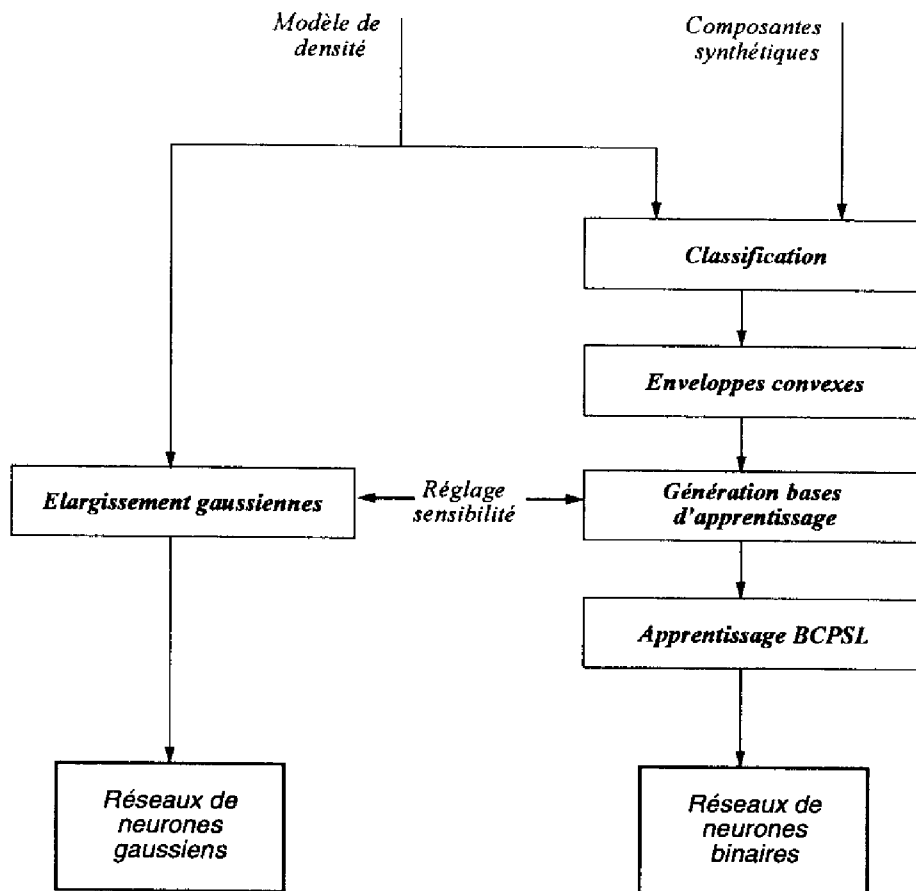 Modèle de
densité
Composantes
synthétiques
Classification
Enveloppes convexes
Elargissement gaussiennes
Réglage
sensibilité
Génération bases
d'apprentissage
Apprentissage BCPSL
Réseaux de
neurones
gaussiens
Réseaux de
neurones
binaires